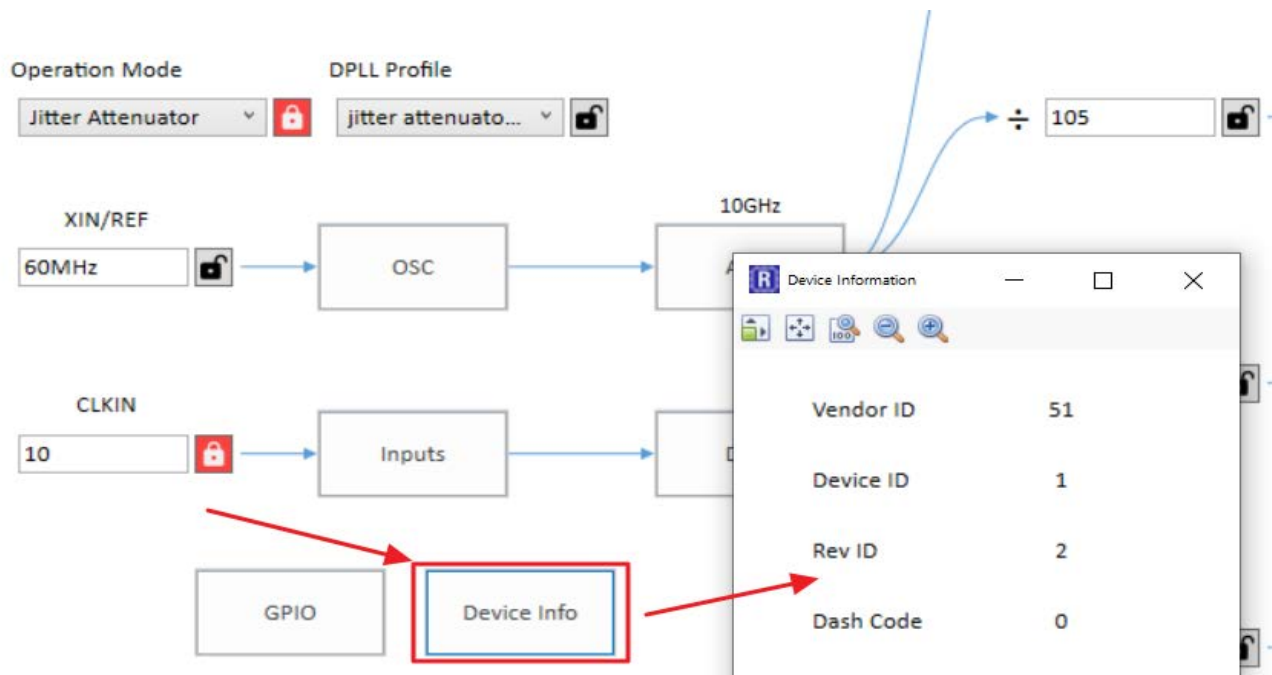 Operation Mode
DPLL Profile
Jitter Attenuator
jitter attenuato...
÷ 105
XIN/REF
10GHz
60MHz
OSC
A
R Device Information
100
CLKIN
10
Inputs
D
Vendor ID 51
Device ID 1
Rev ID 2
Dash Code 0
GPIO
Device Info